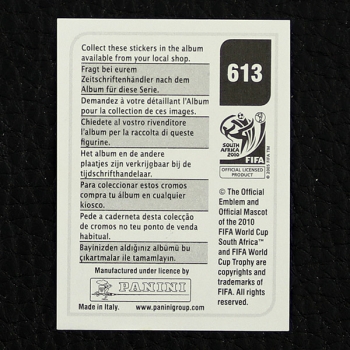 Collect these stickers in the album
available from your local shop.
Fragt bei eurem
Zeitschriftenhändler nach dem
Album für diese Serie.
Demandez à votre détaillant l'Album
pour la collection de ces images.
Chiedete al vostro rivenditore
l'album per la raccolta di queste
figurine.
Het album en de andere
plaatjes zijn verkrijgbaar bij de
tijdschrifthandelaar.
Para coleccionar estos cromos
compra tu álbum en cualquier
kiosco.
Pede a caderneta desta colecção
de cromos no teu ponto de venda
habitual.
Bayinizden aldığınız albümü bu
çıkartmalar ile tamamlayın.
Manufactured under licence by
PANINI
Made in Italy. www.paninigroup.com
613
SOUTH AFRICA
2010
FIFA
OFFICIAL LICENSED
PRODUCT
© 2005 FIFA TM
© The Official
Emblem and
Official Mascot
of the 2010
FIFA World Cup
South Africa™
and FIFA World
Cup Trophy are
copyrights and
trademarks of
FIFA. All rights
reserved.